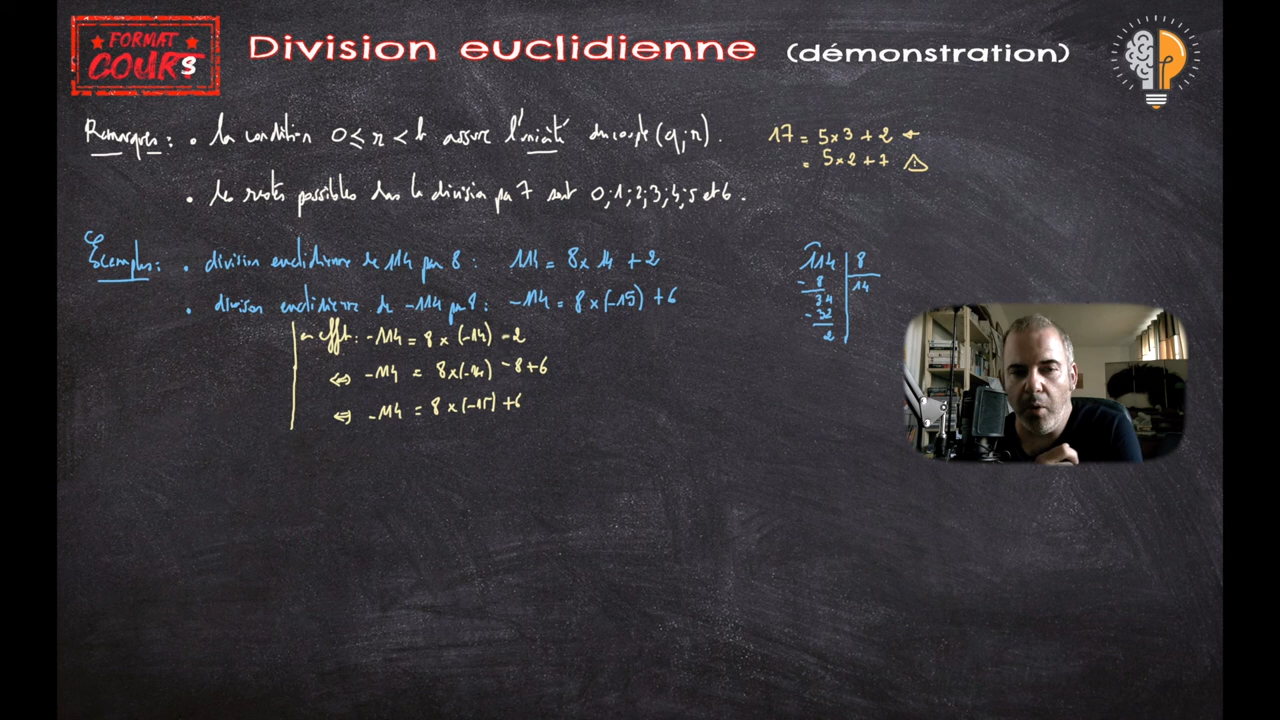 FORMAT
COURS
Division euclidienne (démonstration)
Remarques : • la condition 0 ⩽ r < b assure l'unicité du couple (q ; r).
17 = 5×3 + 2 ←
= 5×2 + 7 ⚠
• les restes possibles dans la division par 7 sont 0 ; 1 ; 2 ; 3 ; 4 ; 5 et 6.
Exemples : • division euclidienne de 114 par 8 : 114 = 8 × 14 + 2
• division euclidienne de -114 par 8 : -114 = 8 × (-15) + 6
en effet : -114 = 8 × (-14) - 2
⇔ -114 = 8×(-14) - 8 + 6
⇔ -114 = 8 × (-15) + 6
114 | 8
- 8 | 14
34
- 32
2